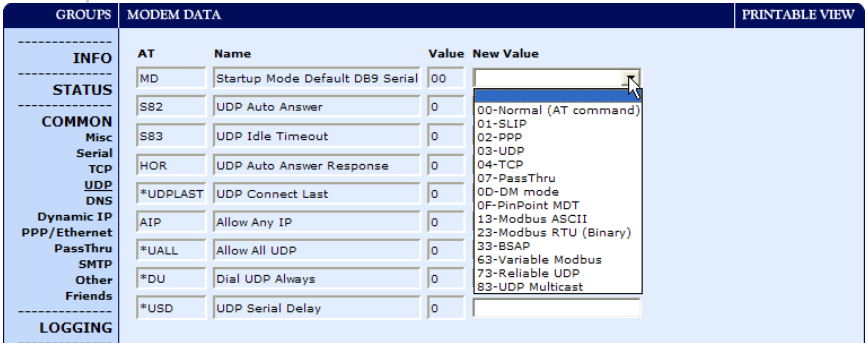 GROUPS MODEM DATA PRINTABLE VIEW
INFO
STATUS
COMMON
Misc
Serial
TCP
UDP
DNS
Dynamic IP
PPP/Ethernet
PassThru
SMTP
Other
Friends
LOGGING
AT Name Value New Value
MD Startup Mode Default DB9 Serial 00
S82 UDP Auto Answer 0
S83 UDP Idle Timeout 0
HOR UDP Auto Answer Response 0
*UDPLAST UDP Connect Last 0
AIP Allow Any IP 0
*UALL Allow All UDP 0
*DU Dial UDP Always 0
*USD UDP Serial Delay 0
00-Normal (AT command)
01-SLIP
02-PPP
03-UDP
04-TCP
07-PassThru
0D-DM mode
0F-PinPoint MDT
13-Modbus ASCII
23-Modbus RTU (Binary)
33-BSAP
63-Variable Modbus
73-Reliable UDP
83-UDP Multicast